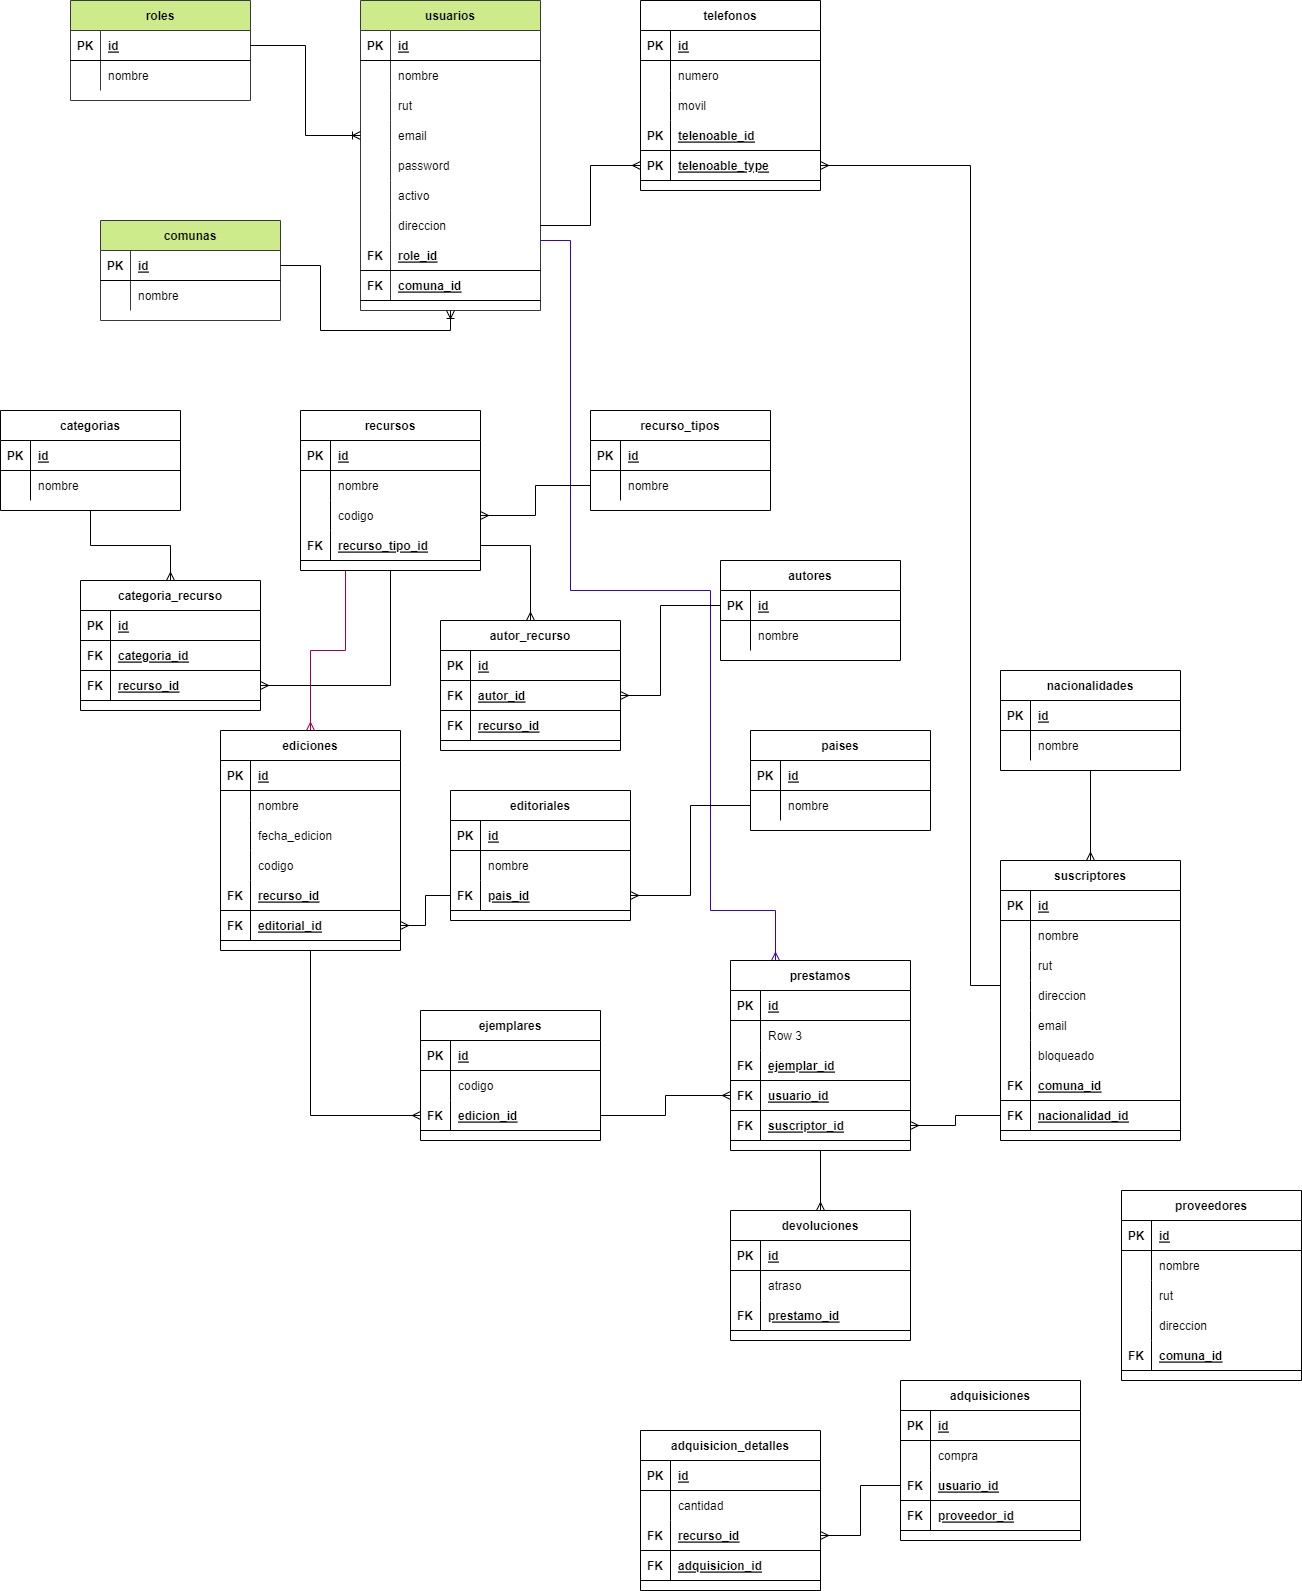 roles
PK id
nombre
usuarios
PK id
nombre
rut
email
password
activo
direccion
FK role_id
FK comuna_id
telefonos
PK id
numero
movil
PK telenoable_id
PK telenoable_type
comunas
PK id
nombre
categorias
PK id
nombre
recursos
PK id
nombre
codigo
FK recurso_tipo_id
recurso_tipos
PK id
nombre
categoria_recurso
PK id
FK categoria_id
FK recurso_id
autor_recurso
PK id
FK autor_id
FK recurso_id
autores
PK id
nombre
nacionalidades
PK id
nombre
ediciones
PK id
nombre
fecha_edicion
codigo
FK recurso_id
FK editorial_id
editoriales
PK id
nombre
FK pais_id
paises
PK id
nombre
suscriptores
PK id
nombre
rut
direccion
email
bloqueado
FK comuna_id
FK nacionalidad_id
ejemplares
PK id
codigo
FK edicion_id
prestamos
PK id
Row 3
FK ejemplar_id
FK usuario_id
FK suscriptor_id
devoluciones
PK id
atraso
FK prestamo_id
proveedores
PK id
nombre
rut
direccion
FK comuna_id
adquisicion_detalles
PK id
cantidad
FK recurso_id
FK adquisicion_id
adquisiciones
PK id
compra
FK usuario_id
FK proveedor_id